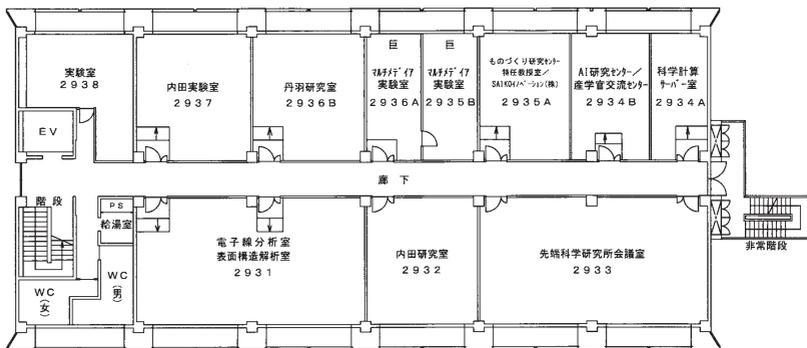 実験室
2938
内田実験室
2937
丹羽研究室
2936B
巨
マルチメディア
実験室
2936A
巨
マルチメディア
実験室
2935B
ものづくり研究センター
特任教授室/
SAIKOイノベーション(株)
2935A
AI研究センター/
産学官交流センター
2934B
科学計算
サーバー室
2934A
EV
廊下
階段
PS
給湯室
WC
(女)
WC
(男)
電子線分析室
表面構造解析室
2931
内田研究室
2932
先端科学研究所会議室
2933
非常階段